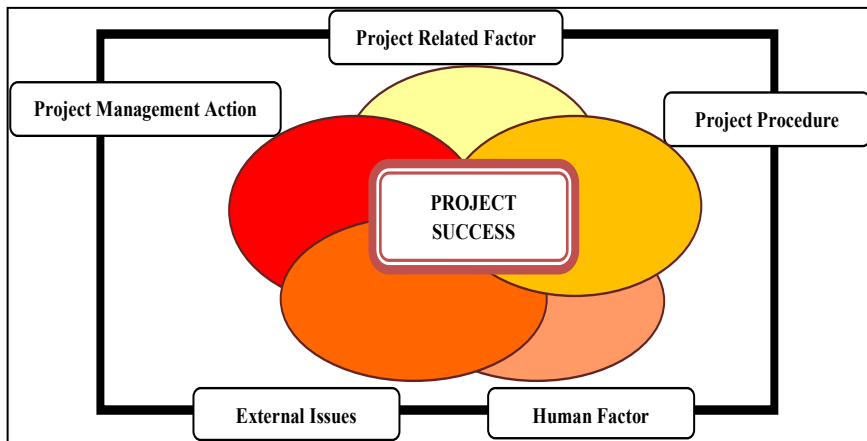 Project Related Factor
Project Management Action
Project Procedure
PROJECT
SUCCESS
External Issues
Human Factor